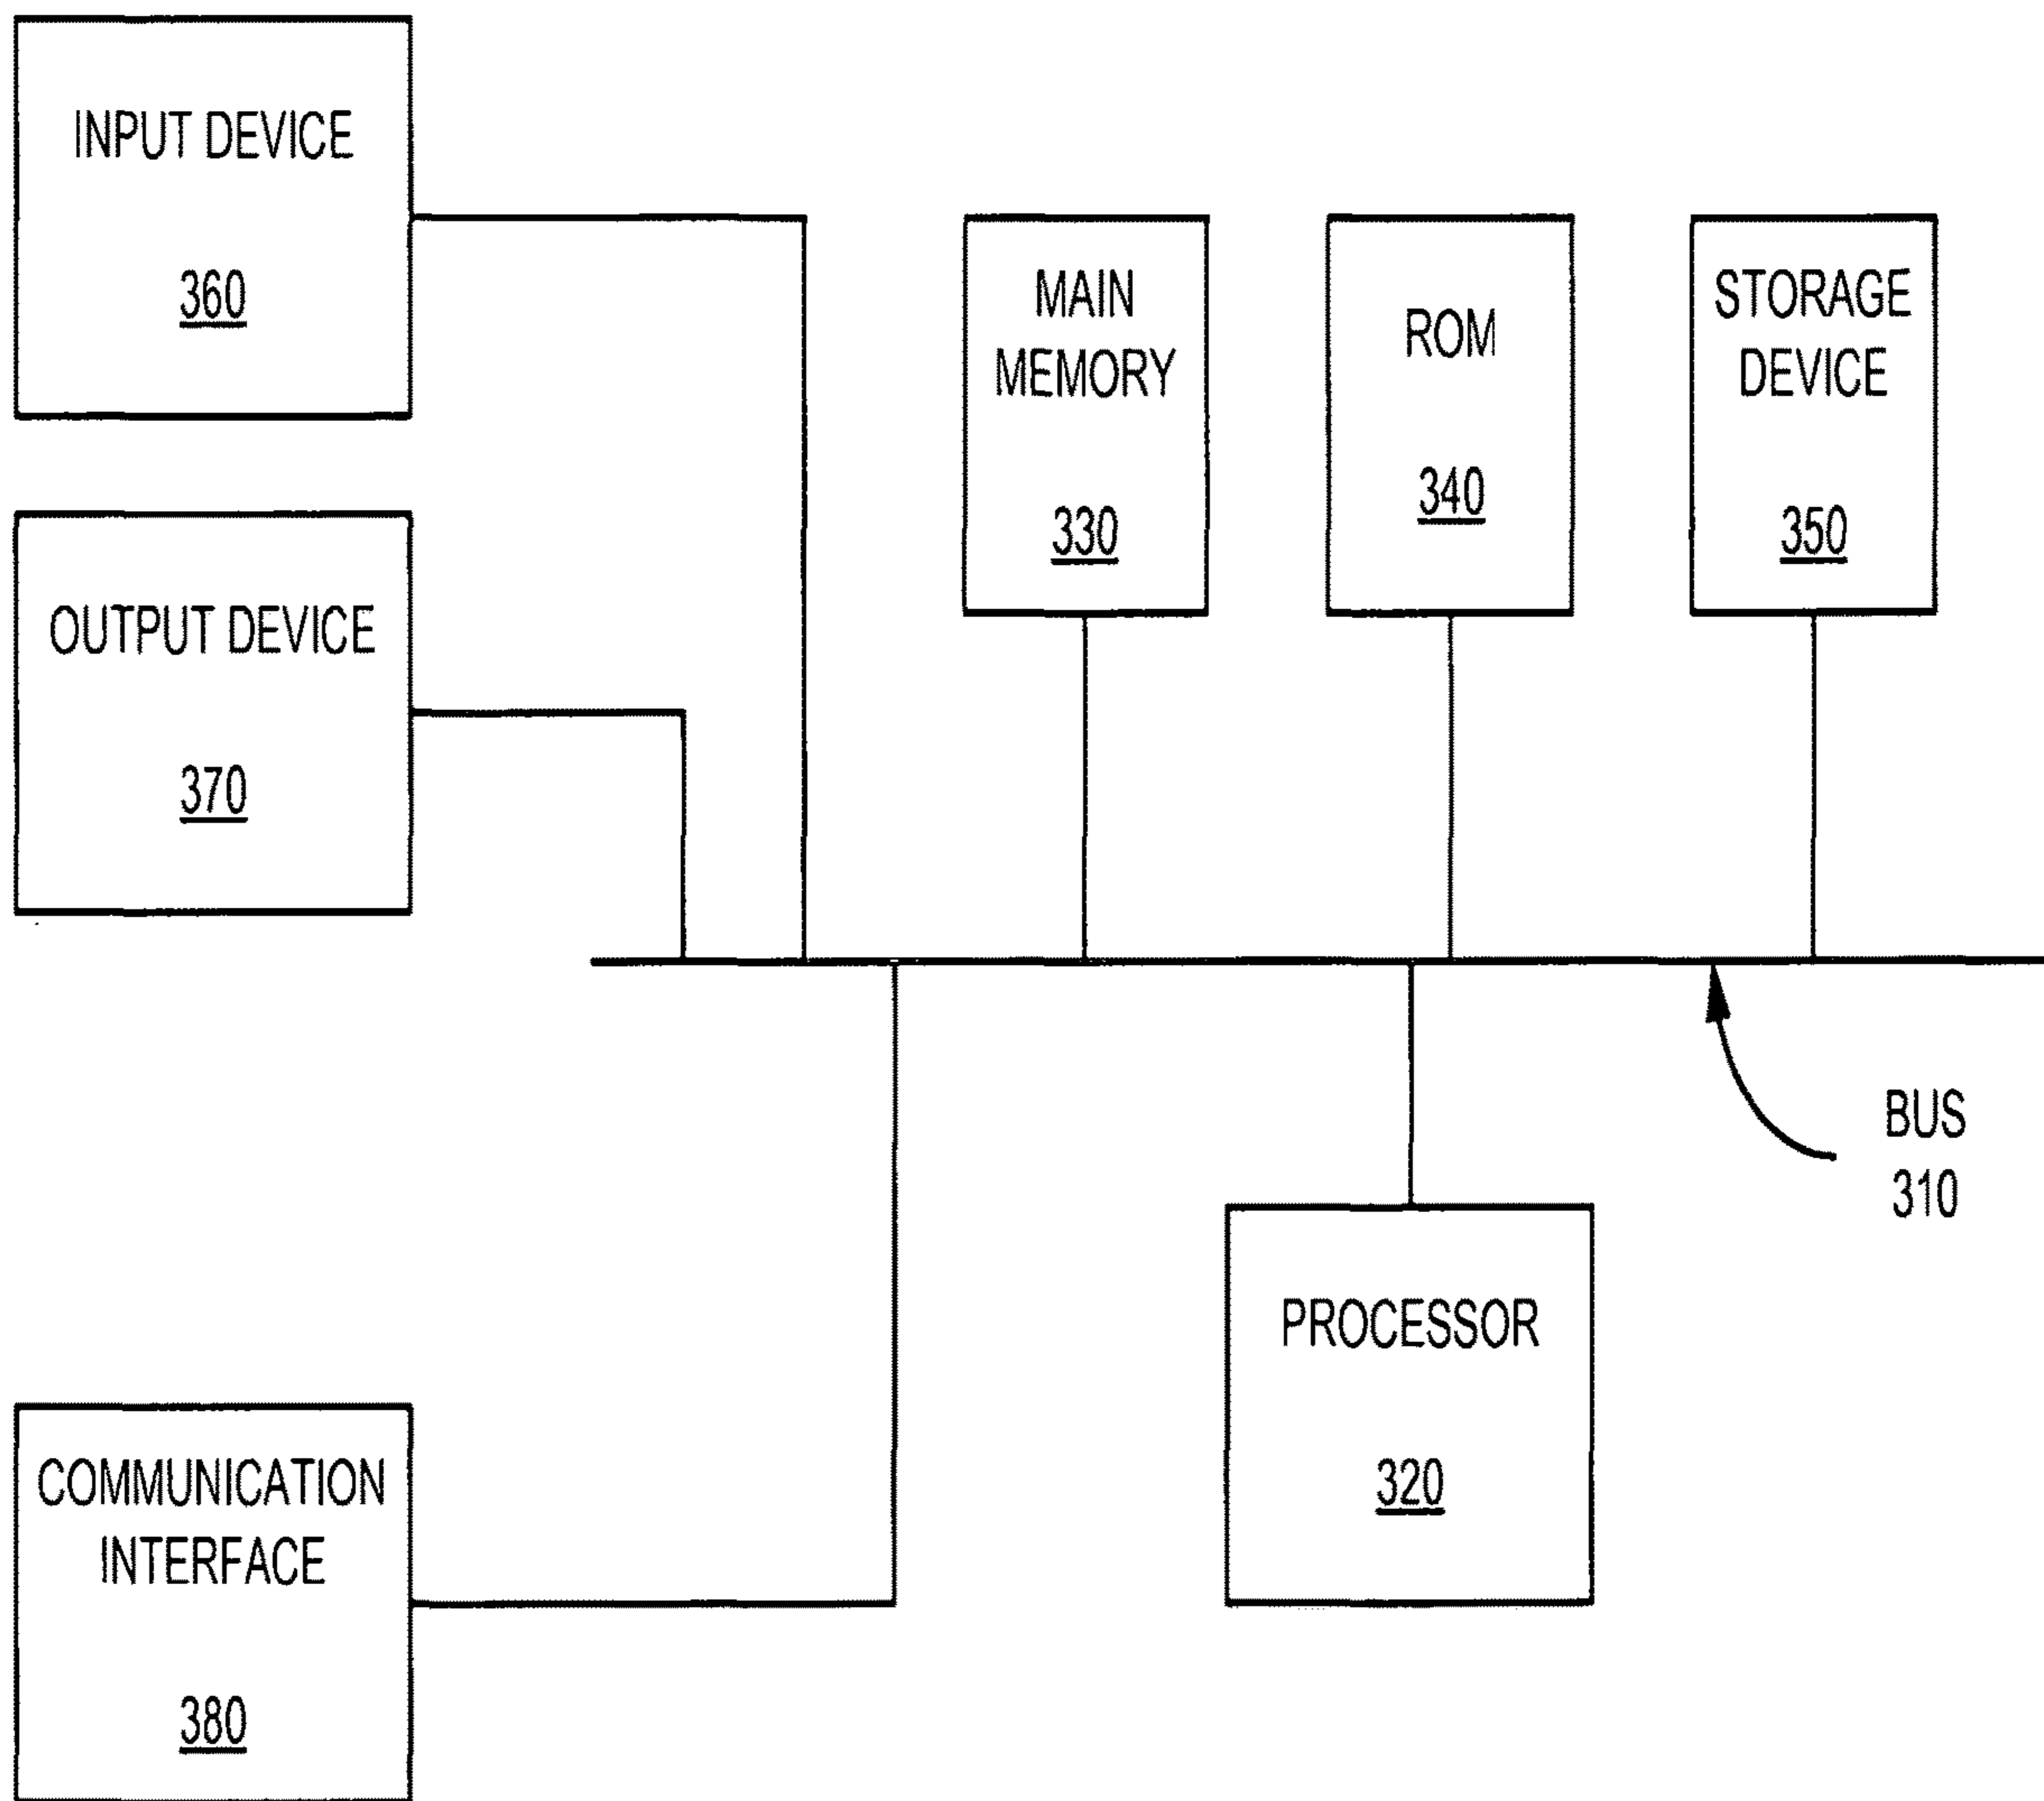 INPUT DEVICE
360
OUTPUT DEVICE
370
MAIN
MEMORY
330
ROM
340
STORAGE
DEVICE
350
BUS
310
PROCESSOR
320
COMMUNICATION
INTERFACE
380